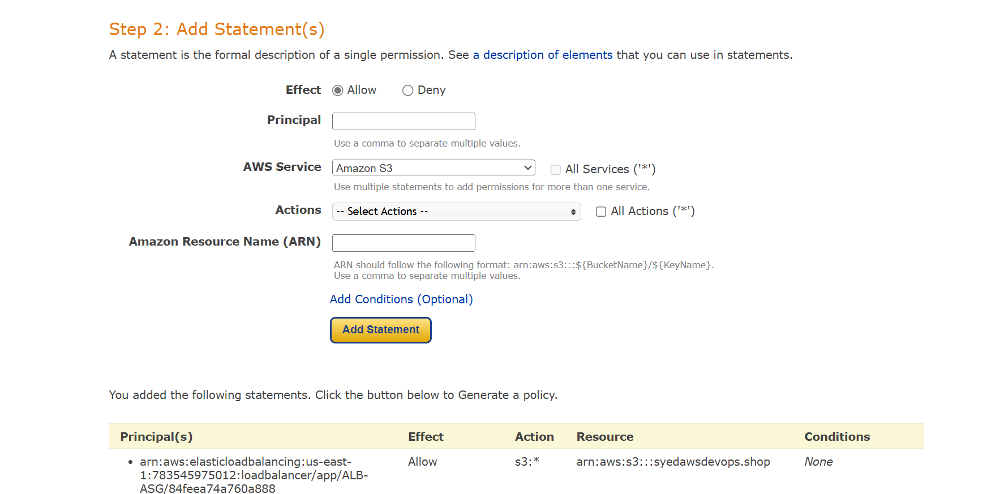 Step 2: Add Statement(s)
A statement is the formal description of a single permission. See a description of elements that you can use in statements.
Effect Allow Deny
Principal
Use a comma to separate multiple values.
AWS Service Amazon S3 All Services ('*')
Use multiple statements to add permissions for more than one service.
Actions -- Select Actions -- All Actions ('*')
Amazon Resource Name (ARN)
ARN should follow the following format: arn:aws:s3:::${BucketName}/${KeyName}.
Use a comma to separate multiple values.
Add Conditions (Optional)
Add Statement
You added the following statements. Click the button below to Generate a policy.
Principal(s) Effect Action Resource Conditions
• arn:aws:elasticloadbalancing:us-east- Allow s3:* arn:aws:s3:::syedawsdevops.shop None
1:783545975012:loadbalancer/app/ALB-
ASG/84feea74a760a888